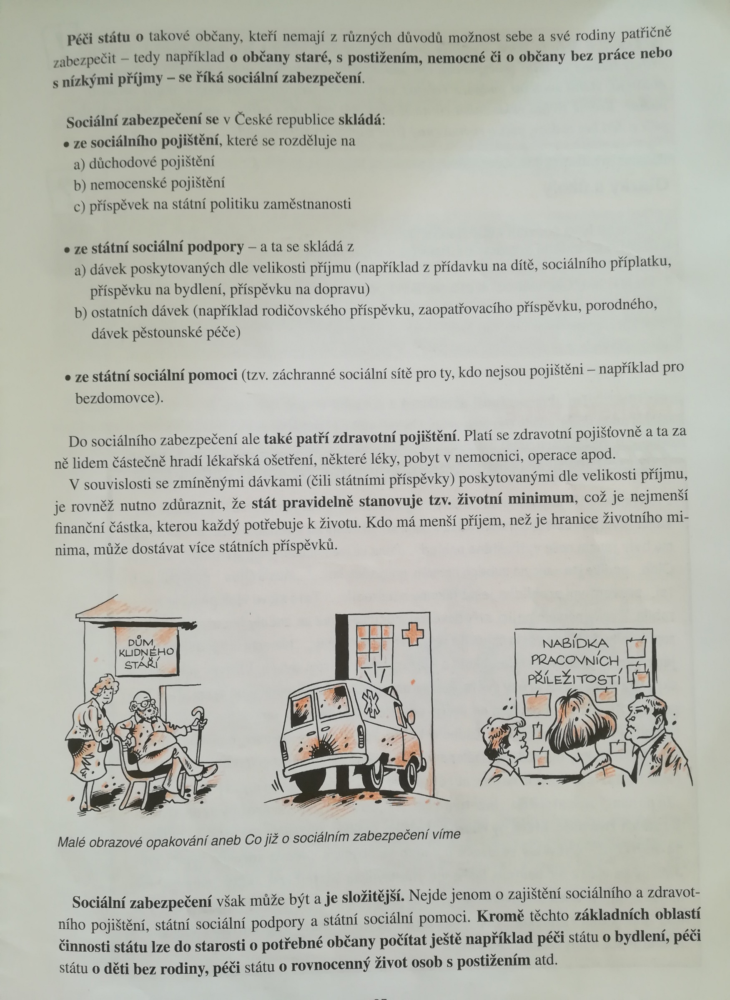 Péči státu o takové občany, kteří nemají z různých důvodů možnost sebe a své rodiny patřičně
zabezpečit – tedy například o občany staré, s postižením, nemocné či o občany bez práce nebo
s nízkými příjmy – se říká sociální zabezpečení.
Sociální zabezpečení se v České republice skládá:
• ze sociálního pojištění, které se rozděluje na
a) důchodové pojištění
b) nemocenské pojištění
c) příspěvek na státní politiku zaměstnanosti
• ze státní sociální podpory – a ta se skládá z
a) dávek poskytovaných dle velikosti příjmu (například z přídavku na dítě, sociálního příplatku,
příspěvku na bydlení, příspěvku na dopravu)
b) ostatních dávek (například rodičovského příspěvku, zaopatřovacího příspěvku, porodného,
dávek pěstounské péče)
• ze státní sociální pomoci (tzv. záchranné sociální sítě pro ty, kdo nejsou pojištěni – například pro
bezdomovce).
Do sociálního zabezpečení ale také patří zdravotní pojištění. Platí se zdravotní pojišťovně a ta za
ně lidem částečně hradí lékařská ošetření, některé léky, pobyt v nemocnici, operace apod.
V souvislosti se zmíněnými dávkami (čili státními příspěvky) poskytovanými dle velikosti příjmu,
je rovněž nutno zdůraznit, že stát pravidelně stanovuje tzv. životní minimum, což je nejmenší
finanční částka, kterou každý potřebuje k životu. Kdo má menší příjem, než je hranice životního mi-
nima, může dostávat více státních příspěvků.
DŮM
KLIDNÉHO
STÁŘÍ
NABÍDKA
PRACOVNÍCH
PŘÍLEŽITOSTÍ
Malé obrazové opakování aneb Co již o sociálním zabezpečení víme
Sociální zabezpečení však může být a je složitější. Nejde jenom o zajištění sociálního a zdravot-
ního pojištění, státní sociální podpory a státní sociální pomoci. Kromě těchto základních oblastí
činnosti státu lze do starosti o potřebné občany počítat ještě například péči státu o bydlení, péči
státu o děti bez rodiny, péči státu o rovnocenný život osob s postižením atd.